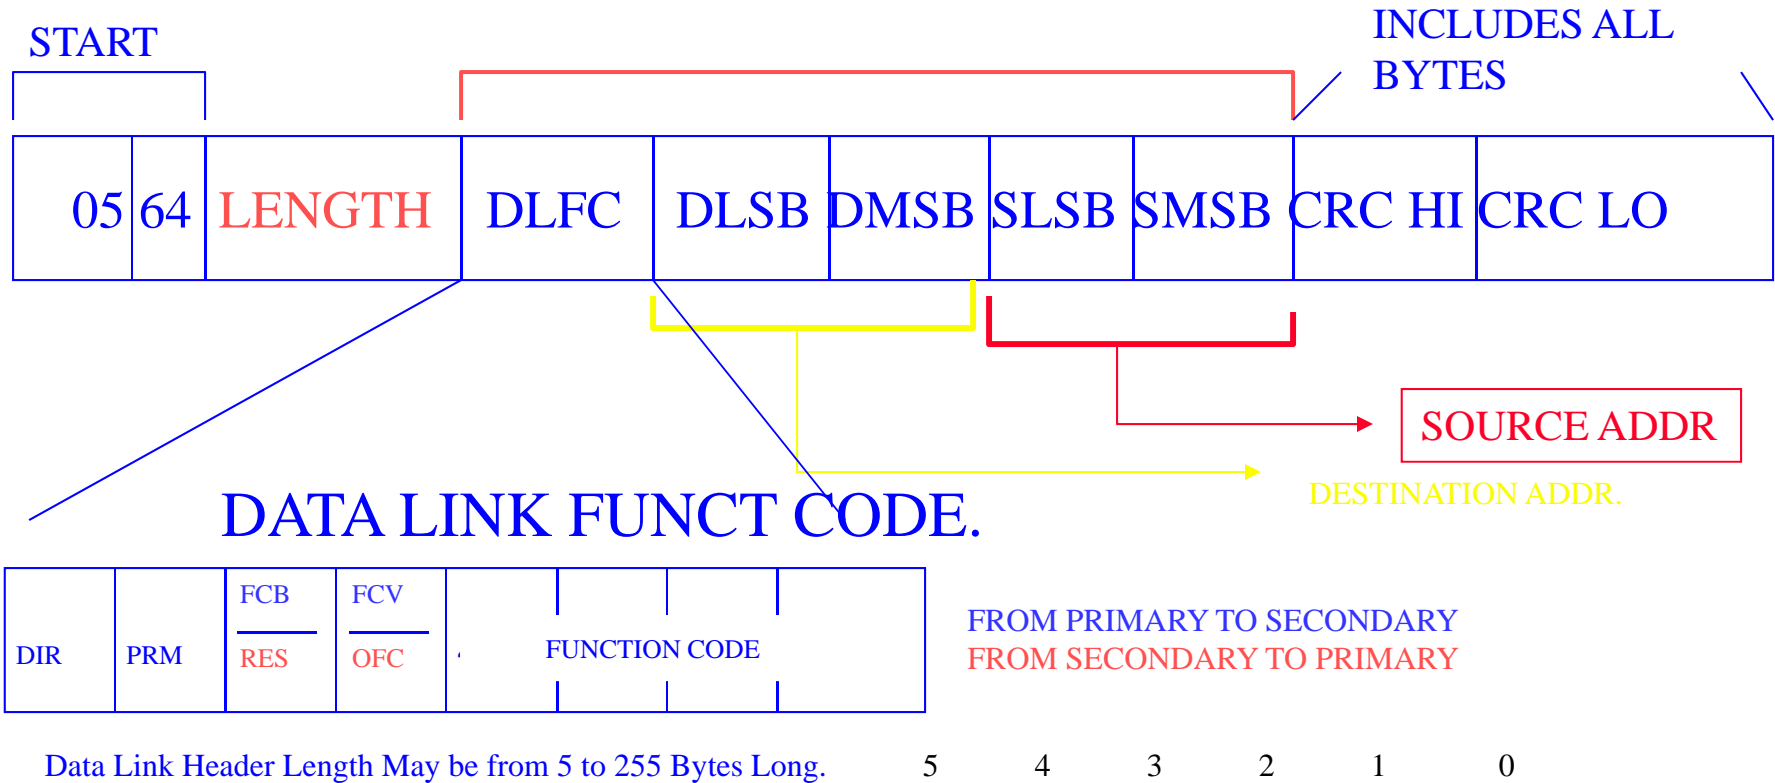 START
INCLUDES ALL
BYTES
05 64 LENGTH DLFC DLSB DMSB SLSB SMSB CRC HI CRC LO
SOURCE ADDR
DESTINATION ADDR.
DATA LINK FUNCT CODE.
FCB FCV
DIR PRM RES OFC FUNCTION CODE
FROM PRIMARY TO SECONDARY
FROM SECONDARY TO PRIMARY
Data Link Header Length May be from 5 to 255 Bytes Long. 5 4 3 2 1 0